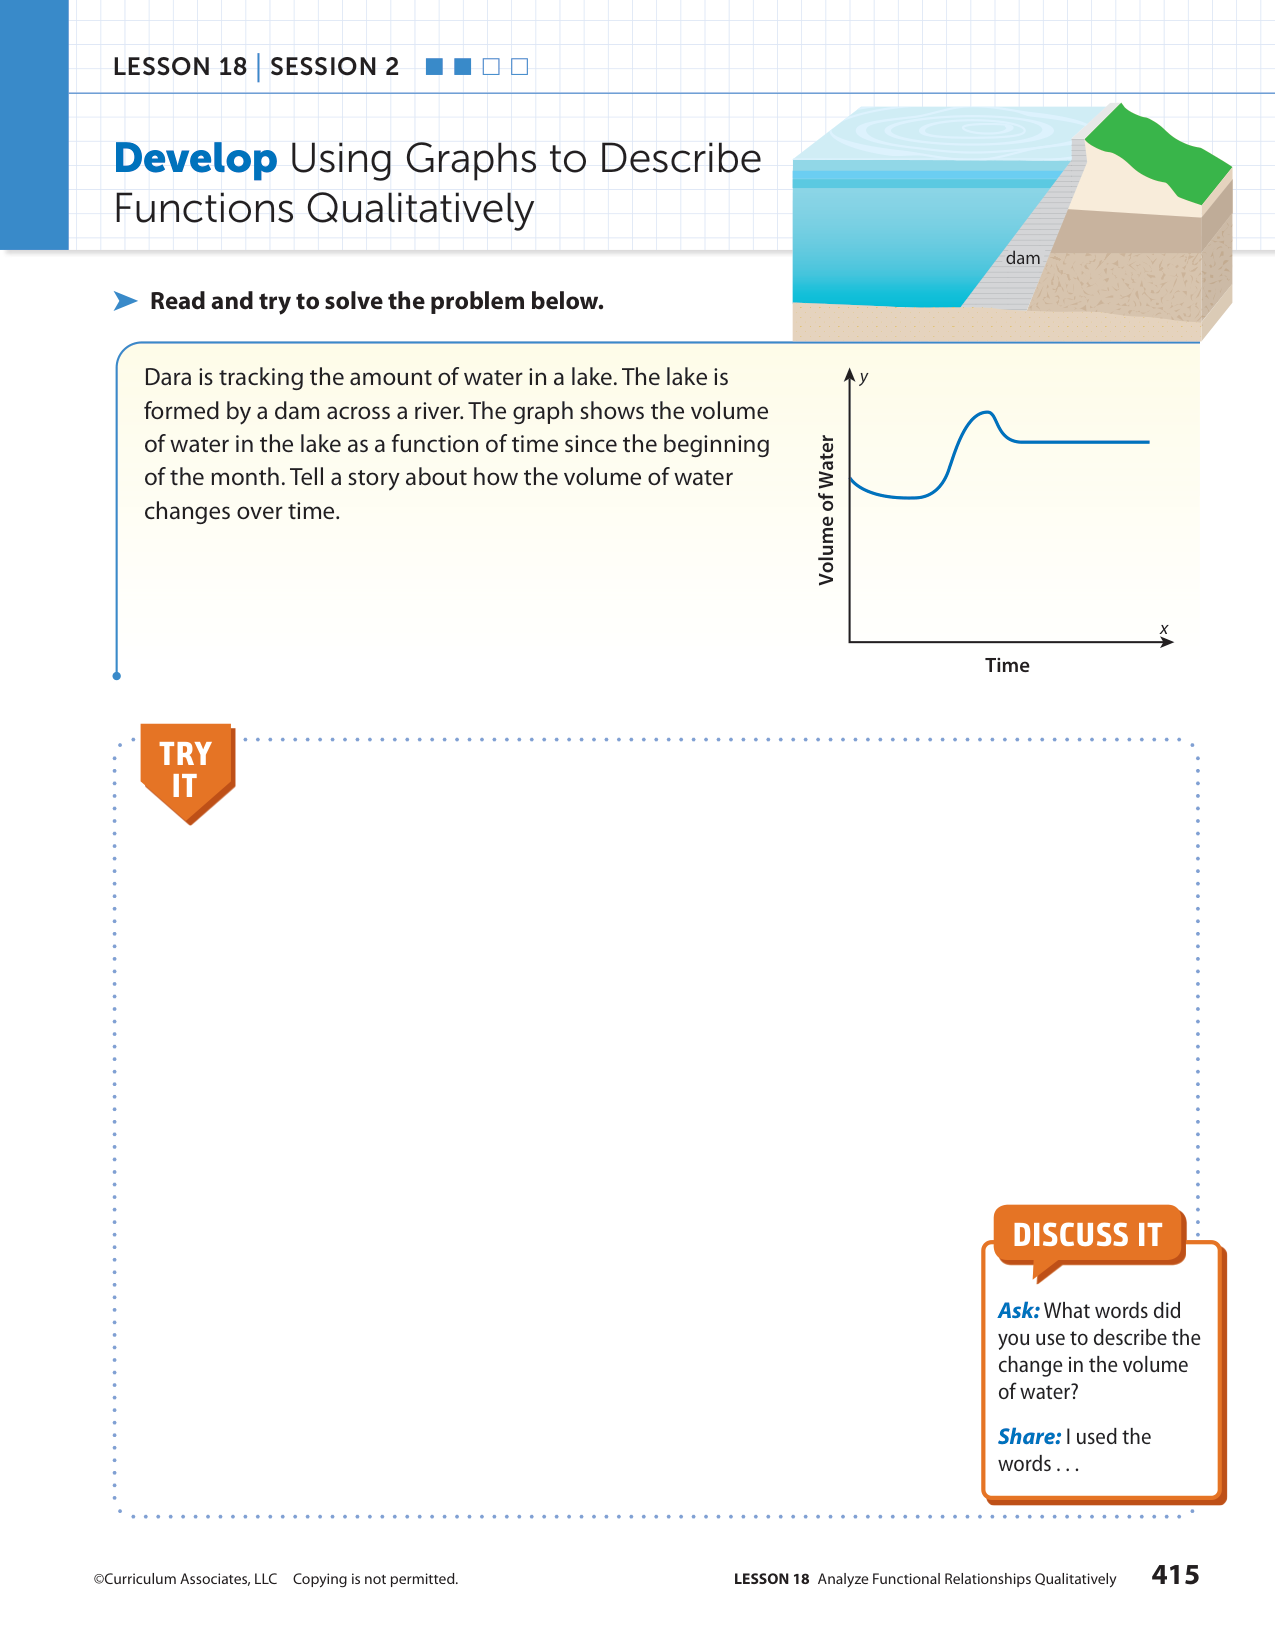 LESSON 18 | SESSION 2
Develop Using Graphs to Describe
Functions Qualitatively
dam
Read and try to solve the problem below.
Dara is tracking the amount of water in a lake. The lake is
formed by a dam across a river. The graph shows the volume
of water in the lake as a function of time since the beginning
of the month. Tell a story about how the volume of water
changes over time.
y
Volume of Water
x
Time
TRY
IT
DISCUSS IT
Ask: What words did
you use to describe the
change in the volume
of water?
Share: I used the
words . . .
©Curriculum Associates, LLC Copying is not permitted.
LESSON 18 Analyze Functional Relationships Qualitatively 415